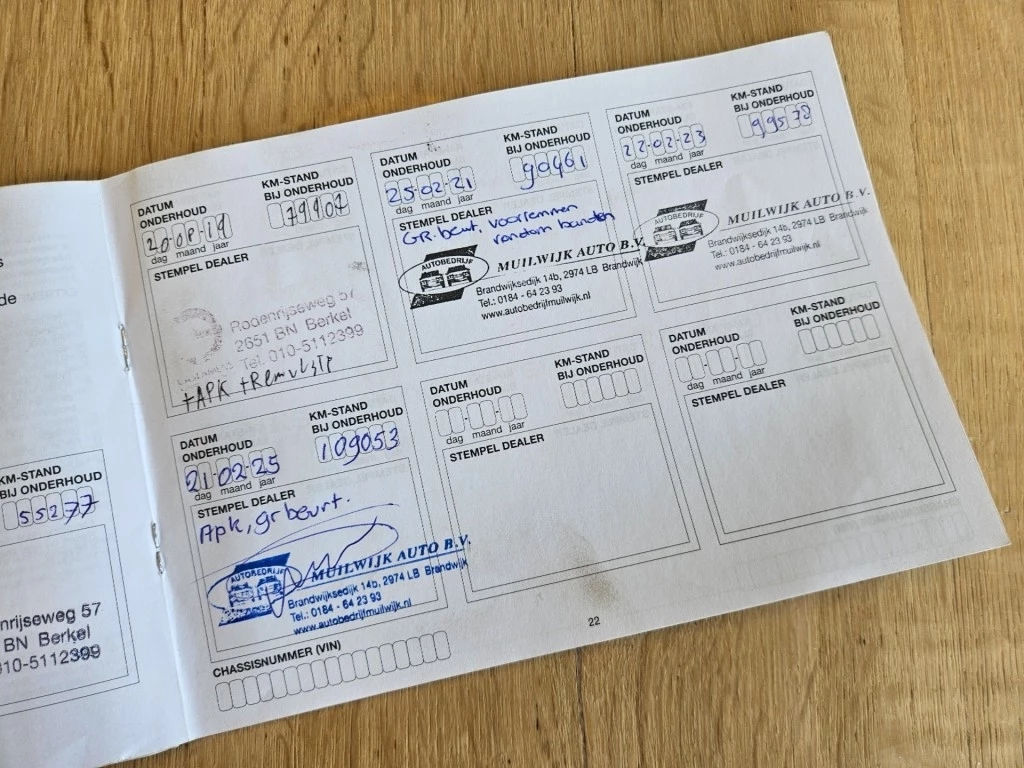 s
de
KM-STAND
BIJ ONDERHOUD
55277
enrijseweg 57
BN Berkel
010-5112399
DATUM
ONDERHOUD
KM-STAND
BIJ ONDERHOUD
79907
dag maand jaar
STEMPEL DEALER
Rodenrijseweg 57
2651 BN Berkel
Tel. 010-5112399
+APK +Remvlst
DATUM
ONDERHOUD
25-02-21
KM-STAND
BIJ ONDERHOUD
90461
dag maand jaar
STEMPEL DEALER
GR. beurt, voorremmen
rondom banden
AUTOBEDRIJF
MUILWIJK AUTO B.V.
Brandwijksedijk 14b, 2974 LB Brandwijk
Tel.: 0184 - 64 23 93
www.autobedrijfmuilwijk.nl
DATUM
ONDERHOUD
22-02-23
KM-STAND
BIJ ONDERHOUD
99578
dag maand jaar
STEMPEL DEALER
AUTOBEDRIJF
MUILWIJK AUTO B.V.
Brandwijksedijk 14b, 2974 LB Brandwijk
Tel.: 0184 - 64 23 93
www.autobedrijfmuilwijk.nl
DATUM
ONDERHOUD
21-02-25
KM-STAND
BIJ ONDERHOUD
109053
dag maand jaar
STEMPEL DEALER
Apk, gr beurt.
AUTOBEDRIJF
MUILWIJK AUTO B.V.
Brandwijksedijk 14b, 2974 LB Brandwijk
Tel.: 0184 - 64 23 93
www.autobedrijfmuilwijk.nl
DATUM
ONDERHOUD
KM-STAND
BIJ ONDERHOUD
dag maand jaar
STEMPEL DEALER
DATUM
ONDERHOUD
KM-STAND
BIJ ONDERHOUD
dag maand jaar
STEMPEL DEALER
CHASSISNUMMER (VIN)
22